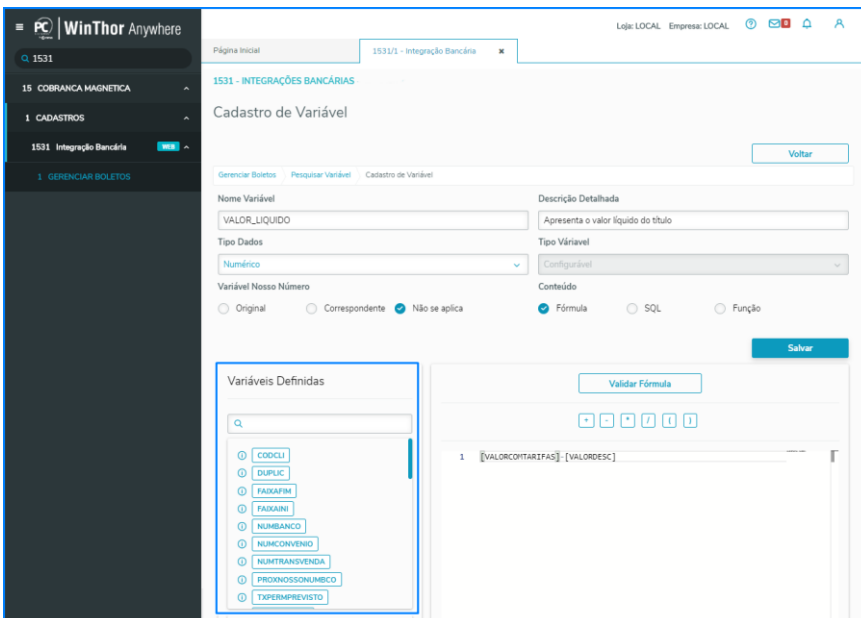 WinThor Anywhere
Loja: LOCAL Empresa: LOCAL
1531
Página Inicial
1531/1 - Integração Bancária
15 COBRANCA MAGNETICA
1 CADASTROS
1531 Integração Bancária WEB
1 GERENCIAR BOLETOS
1531 - INTEGRAÇÕES BANCÁRIAS
Cadastro de Variável
Voltar
Gerenciar Boletos Pesquisar Variável Cadastro de Variável
Nome Variável Descrição Detalhada
VALOR_LIQUIDO Apresenta o valor líquido do título
Tipo Dados Tipo Váriavel
Numérico Configurável
Variável Nosso Número Conteúdo
Original Correspondente Não se aplica Fórmula SQL Função
Salvar
Variáveis Definidas
Validar Fórmula
+ - * / ( )
CODCLI
DUPLIC
FAIXAFIM
FAIXAINI
NUMBANCO
NUMCONVENIO
NUMTRANSVENDA
PROXNOSSONUMBCO
TXPERMPREVISTO
1 [VALORCOMTARIFAS]-[VALORDESC]